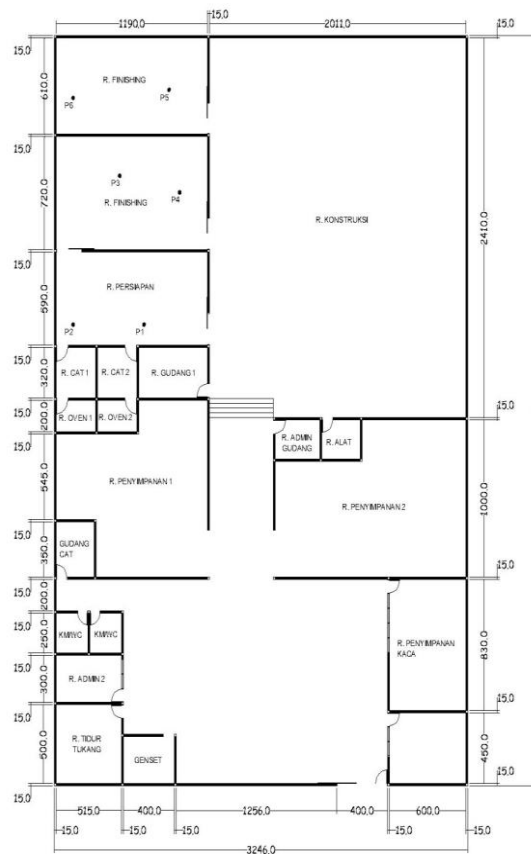 15,0
1190,0
2011,0
15,0
15,0
610,0
R. FINISHING
P6
P5
15,0
720,0
P3
P4
R. FINISHING
R. KONSTRUKSI
2410,0
15,0
590,0
R. PERSIAPAN
P2
P1
15,0
320,0
R. CAT 1
R. CAT 2
R. GUDANG 1
15,0
200,0
R. OVEN 1
R. OVEN 2
15,0
15,0
545,0
R. ADMIN
GUDANG
R. ALAT
R. PENYIMPANAN 1
R. PENYIMPANAN 2
1000,0
15,0
350,0
GUDANG
CAT
15,0
15,0
200,0
15,0
250,0
KM/WC
KM/WC
R. PENYIMPANAN
KACA
830,0
15,0
300,0
R. ADMIN 2
15,0
15,0
500,0
R. TIDUR
TUKANG
GENSET
450,0
15,0
15,0
515,0
400,0
1256,0
400,0
600,0
15,0
15,0
15,0
15,0
15,0
3246,0